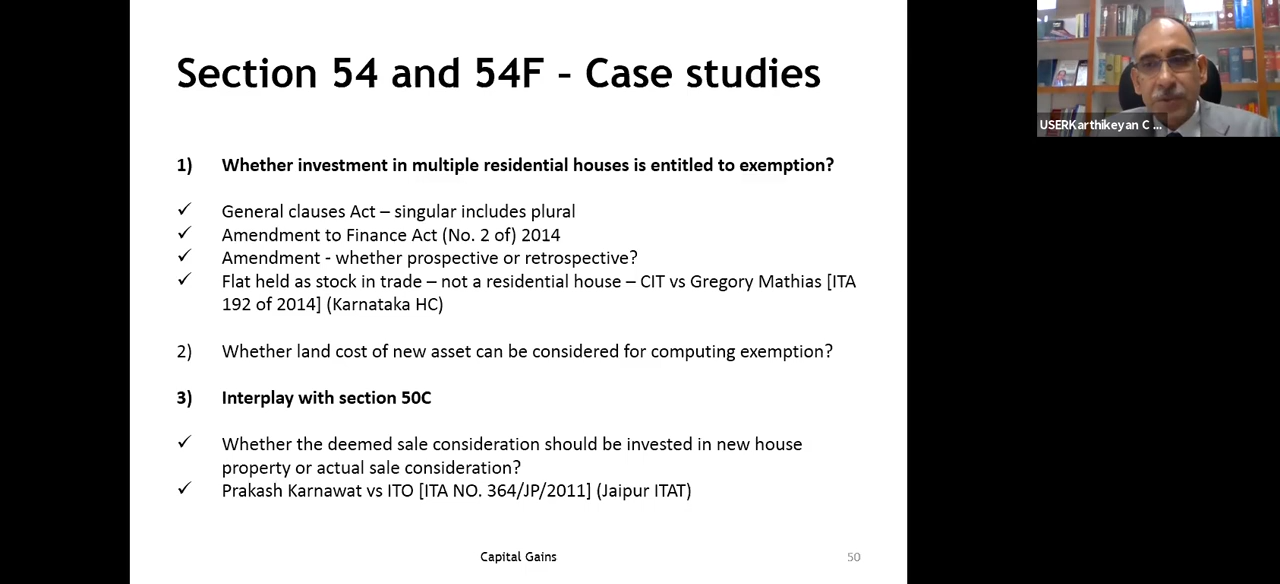 Section 54 and 54F – Case studies
USERKarthikeyan C ...
1) Whether investment in multiple residential houses is entitled to exemption?
✓ General clauses Act – singular includes plural
✓ Amendment to Finance Act (No. 2 of) 2014
✓ Amendment - whether prospective or retrospective?
✓ Flat held as stock in trade – not a residential house – CIT vs Gregory Mathias [ITA
192 of 2014] (Karnataka HC)
2) Whether land cost of new asset can be considered for computing exemption?
3) Interplay with section 50C
✓ Whether the deemed sale consideration should be invested in new house
property or actual sale consideration?
✓ Prakash Karnawat vs ITO [ITA NO. 364/JP/2011] (Jaipur ITAT)
Capital Gains
50